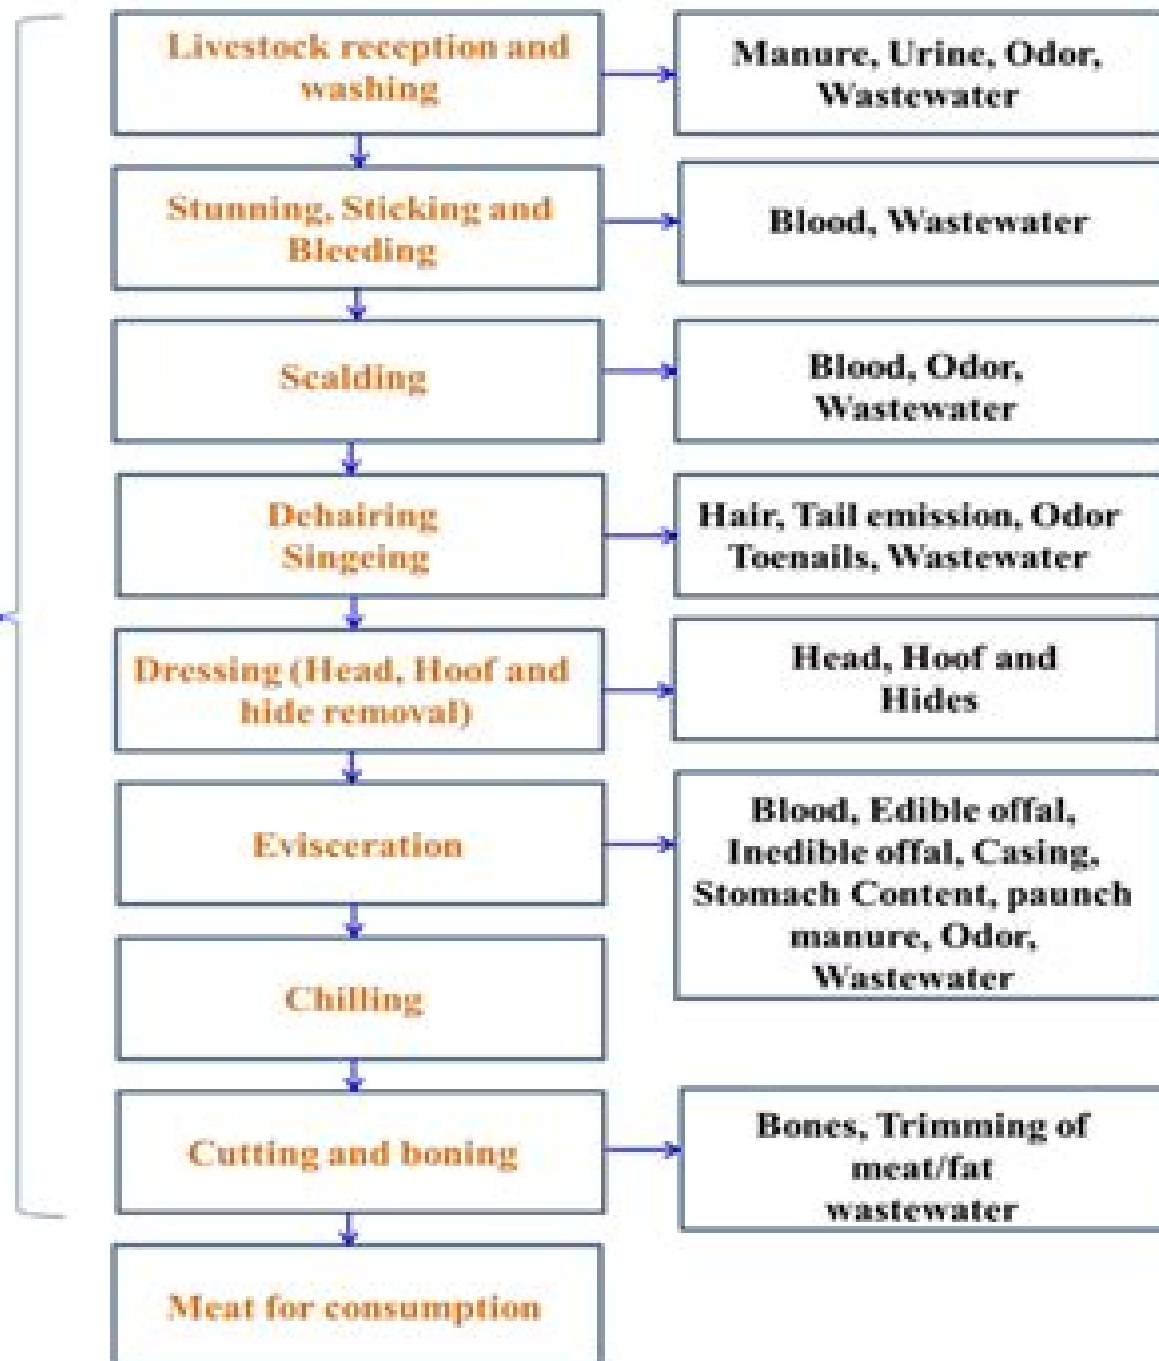 Livestock reception and
washing
Manure, Urine, Odor,
Wastewater
Stunning, Sticking and
Bleeding
Blood, Wastewater
Scalding
Blood, Odor,
Wastewater
Dehairing
Singeing
Hair, Tail emission, Odor
Toenails, Wastewater
Dressing (Head, Hoof and
hide removal)
Head, Hoof and
Hides
Evisceration
Blood, Edible offal,
Inedible offal, Casing,
Stomach Content, paunch
manure, Odor,
Wastewater
Chilling
Cutting and boning
Bones, Trimming of
meat/fat
wastewater
Meat for consumption